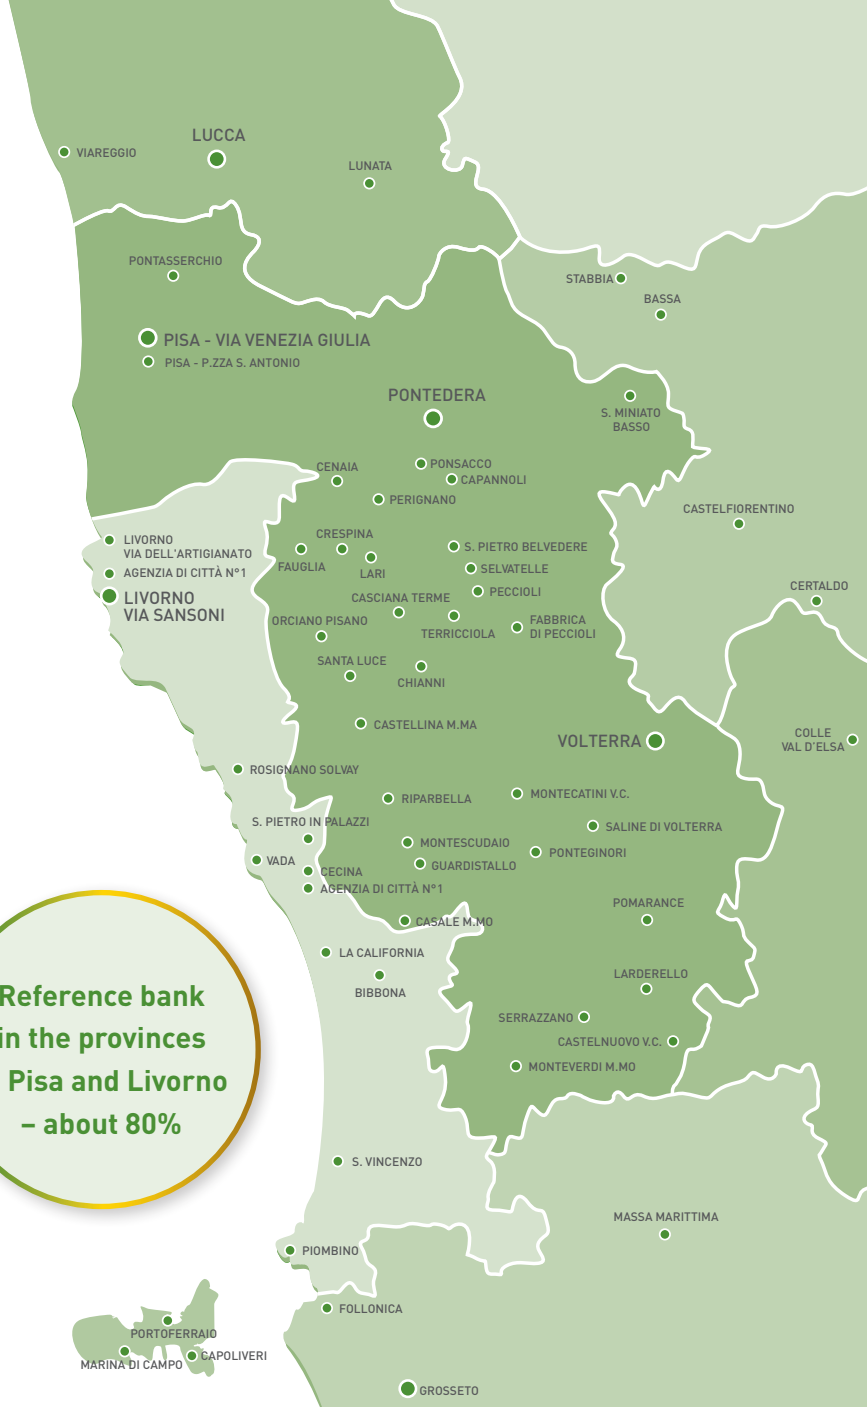 LUCCA
VIAREGGIO
LUNATA
PONTASSERCHIO
STABBIA
BASSA
PISA - VIA VENEZIA GIULIA
PISA - P.ZZA S. ANTONIO
PONTEDERA
S. MINIATO
BASSO
CENAIA
PONSACCO
CAPANNOLI
PERIGNANO
CASTELFIORENTINO
LIVORNO
VIA DELL'ARTIGIANATO
CRESPINA
S. PIETRO BELVEDERE
FAUGLIA
LARI
SELVATELLE
AGENZIA DI CITTÀ N°1
LIVORNO
VIA SANSONI
PECCIOLI
CERTALDO
CASCIANA TERME
ORCIANO PISANO
TERRICCIOLA
FABBRICA
DI PECCIOLI
SANTA LUCE
CHIANNI
CASTELLINA M.MA
VOLTERRA
COLLE
VAL D'ELSA
ROSIGNANO SOLVAY
RIPARBELLA
MONTECATINI V.C.
S. PIETRO IN PALAZZI
SALINE DI VOLTERRA
MONTESCUDAIO
PONTEGINORI
VADA
GUARDISTALLO
CECINA
AGENZIA DI CITTÀ N°1
POMARANCE
CASALE M.MO
LA CALIFORNIA
BIBBONA
LARDERELLO
SERRAZZANO
CASTELNUOVO V.C.
MONTEVERDI M.MO
Reference bank
in the provinces
Pisa and Livorno
– about 80%
S. VINCENZO
MASSA MARITTIMA
PIOMBINO
FOLLONICA
PORTOFERRAIO
CAPOLIVERI
MARINA DI CAMPO
GROSSETO